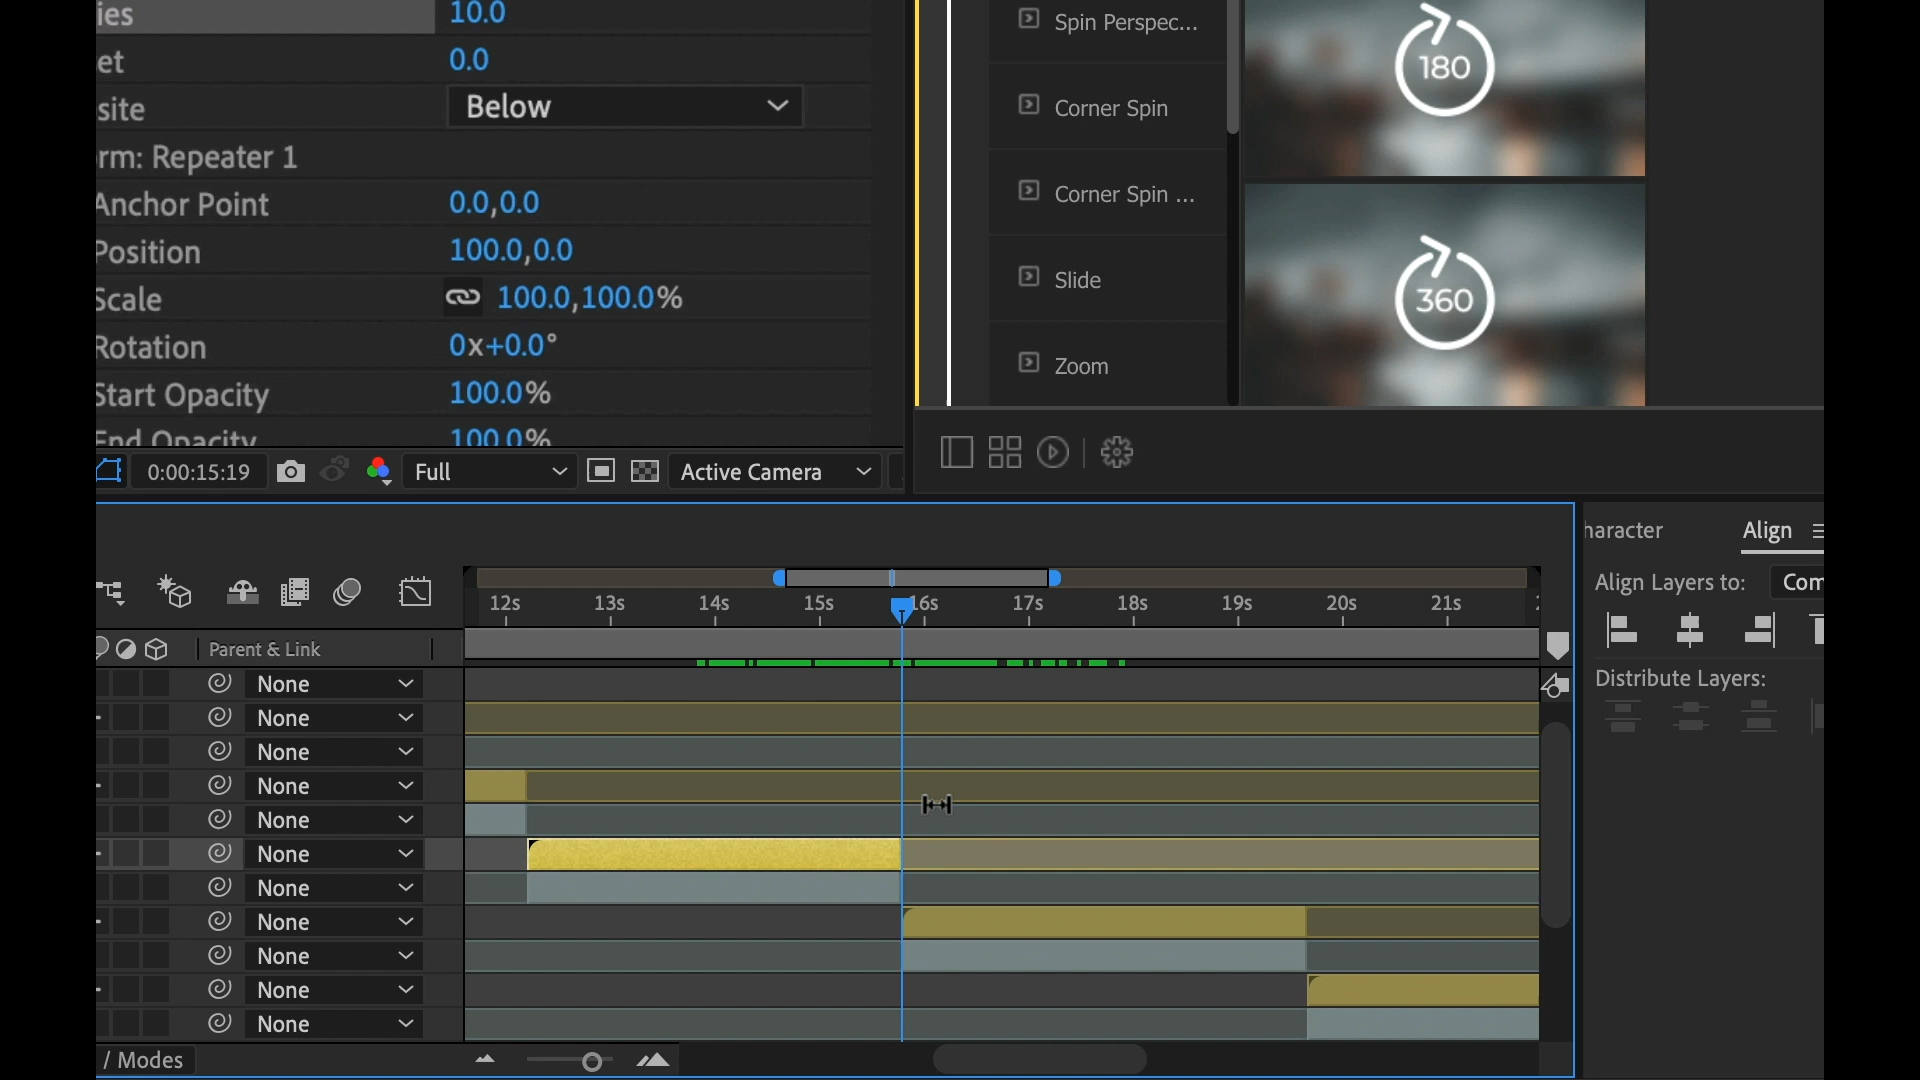 ies 10.0
et 0.0
site Below
rm: Repeater 1
Anchor Point 0.0,0.0
Position 100.0,0.0
Scale 100.0,100.0%
Rotation 0x+0.0°
Start Opacity 100.0%
End Opacity 100.0%
0:00:15:19 Full Active Camera
Spin Perspec...
Corner Spin
Corner Spin ...
Slide
Zoom
180
360
12s 13s 14s 15s 16s 17s 18s 19s 20s 21s
Parent & Link
None
None
None
None
None
None
None
None
None
None
None
/ Modes
haracter Align
Align Layers to: Com
Distribute Layers: